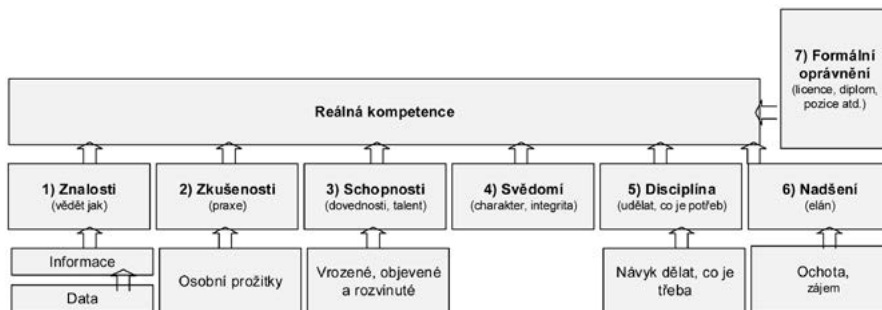 7) Formální
oprávnění
(licence, diplom,
pozice atd.)
Reálná kompetence
1) Znalosti
(vědět jak)
2) Zkušenosti
(praxe)
3) Schopnosti
(dovednosti, talent)
4) Svědomí
(charakter, integrita)
5) Disciplína
(udělat, co je potřeb)
6) Nadšení
(elán)
Informace
Data
Osobní prožitky
Vrozené, objevené
a rozvinuté
Návyk dělat, co je
třeba
Ochota,
zájem